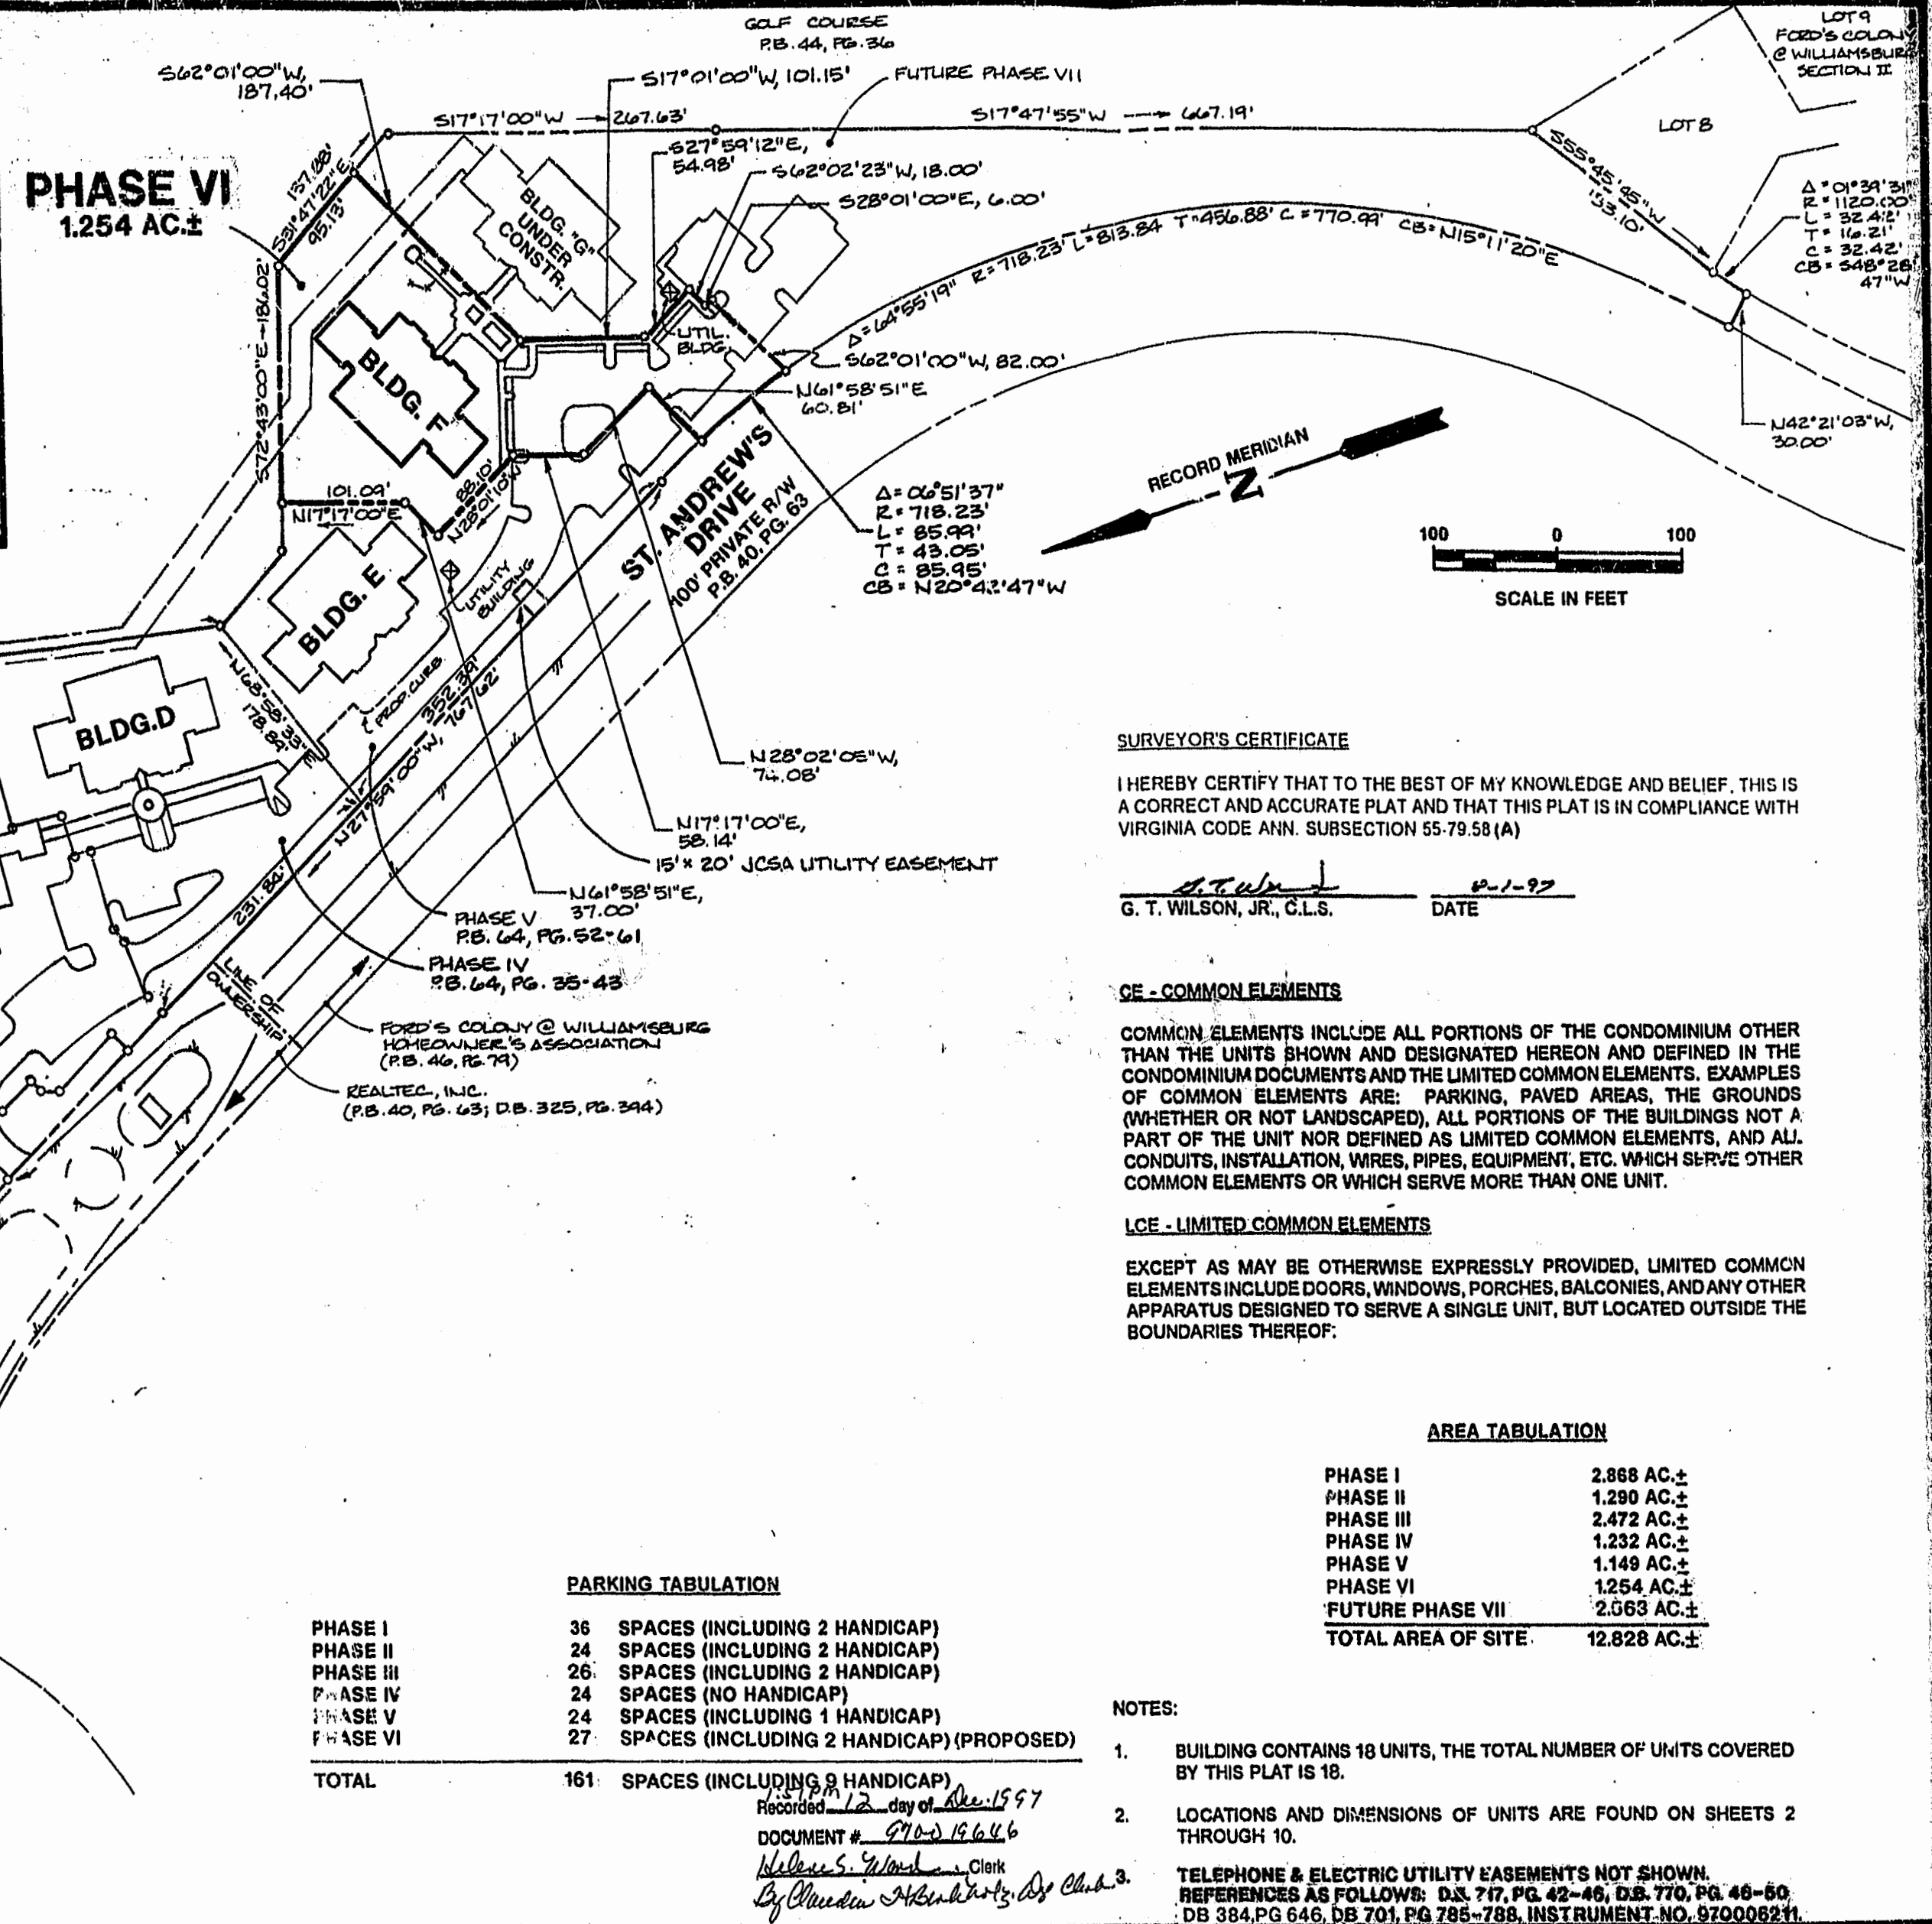 GOLF COURSE
P.B. 44, PG. 36
LOT 9
FORD'S COLONY
@ WILLIAMSBURG
SECTION II
S62°01'00"W,
187.40'
S17°01'00"W, 101.15'
FUTURE PHASE VII
S17°17'00"W 267.63'
S17°47'55"W 667.19'
LOT 8
S27°59'12"E,
54.98'
S62°02'23"W, 18.00'
S28°01'00"E, 6.00'
PHASE VI
1.254 AC.±
S31°47'22"E
95.13'
BLDG. "G"
UNDER
CONSTR.
S55°45'45"W
133.10'
Δ = 01°39'31"
R = 1120.00'
L = 32.42'
T = 16.21'
C = 32.42'
CB = S48°28'
47"W
Δ = 64°55'19" R = 718.23' L = 813.84 T = 456.88' C = 770.99' CB = N15°11'20"E
S72°43'00"E - 186.02'
UTIL.
BLDG.
BLDG. F
S62°01'00"W, 82.00'
N61°58'51"E
60.81'
N42°21'03"W,
30.00'
RECORD MERIDIAN
N
101.09'
N17°17'00"E
88.10'
N28°01'10"W
ST. ANDREW'S
DRIVE
100' PRIVATE R/W
P.B. 40, PG. 63
Δ = 06°51'37"
R = 718.23'
L = 85.99'
T = 43.05'
C = 85.95'
CB = N20°42'47"W
100 0 100
SCALE IN FEET
BLDG. E
UTILITY
BUILDING
PROP. CURB
N68°58'33"E
178.89'
352.39'
N27°59'00"W, 767.62'
BLDG.D
N28°02'05"W,
74.08'
N17°17'00"E,
58.14'
15' x 20' JCSA UTILITY EASEMENT
N61°58'51"E,
37.00'
231.84'
PHASE V
P.B. 64, PG. 52-61
PHASE IV
P.B. 64, PG. 35-43
LINE OF
OWNERSHIP
FORD'S COLONY @ WILLIAMSBURG
HOMEOWNER'S ASSOCIATION
(P.B. 46, PG. 79)
REALTEC, INC.
(P.B. 40, PG. 63; D.B. 325, PG. 394)
SURVEYOR'S CERTIFICATE
I HEREBY CERTIFY THAT TO THE BEST OF MY KNOWLEDGE AND BELIEF, THIS IS
A CORRECT AND ACCURATE PLAT AND THAT THIS PLAT IS IN COMPLIANCE WITH
VIRGINIA CODE ANN. SUBSECTION 55-79.58 (A)
G. T. WILSON, JR., C.L.S. DATE
CE - COMMON ELEMENTS
COMMON ELEMENTS INCLUDE ALL PORTIONS OF THE CONDOMINIUM OTHER
THAN THE UNITS SHOWN AND DESIGNATED HEREON AND DEFINED IN THE
CONDOMINIUM DOCUMENTS AND THE LIMITED COMMON ELEMENTS. EXAMPLES
OF COMMON ELEMENTS ARE: PARKING, PAVED AREAS, THE GROUNDS
(WHETHER OR NOT LANDSCAPED), ALL PORTIONS OF THE BUILDINGS NOT A
PART OF THE UNIT NOR DEFINED AS LIMITED COMMON ELEMENTS, AND ALL
CONDUITS, INSTALLATION, WIRES, PIPES, EQUIPMENT, ETC. WHICH SERVE OTHER
COMMON ELEMENTS OR WHICH SERVE MORE THAN ONE UNIT.
LCE - LIMITED COMMON ELEMENTS
EXCEPT AS MAY BE OTHERWISE EXPRESSLY PROVIDED, LIMITED COMMON
ELEMENTS INCLUDE DOORS, WINDOWS, PORCHES, BALCONIES, AND ANY OTHER
APPARATUS DESIGNED TO SERVE A SINGLE UNIT, BUT LOCATED OUTSIDE THE
BOUNDARIES THEREOF:
AREA TABULATION
PHASE I 2.868 AC.±
PHASE II 1.290 AC.±
PHASE III 2.472 AC.±
PHASE IV 1.232 AC.±
PHASE V 1.149 AC.±
PHASE VI 1.254 AC.±
FUTURE PHASE VII 2.563 AC.±
TOTAL AREA OF SITE 12.828 AC.±
PARKING TABULATION
PHASE I 36 SPACES (INCLUDING 2 HANDICAP)
PHASE II 24 SPACES (INCLUDING 2 HANDICAP)
PHASE III 26 SPACES (INCLUDING 2 HANDICAP)
PHASE IV 24 SPACES (NO HANDICAP)
PHASE V 24 SPACES (INCLUDING 1 HANDICAP)
PHASE VI 27 SPACES (INCLUDING 2 HANDICAP) (PROPOSED)
TOTAL 161 SPACES (INCLUDING 9 HANDICAP)
1:57 PM
Recorded 12 day of Dec. 1997
DOCUMENT # 970019646
Helene S. Ward Clerk
NOTES:
1. BUILDING CONTAINS 18 UNITS, THE TOTAL NUMBER OF UNITS COVERED
BY THIS PLAT IS 18.
2. LOCATIONS AND DIMENSIONS OF UNITS ARE FOUND ON SHEETS 2
THROUGH 10.
3. TELEPHONE & ELECTRIC UTILITY EASEMENTS NOT SHOWN.
REFERENCES AS FOLLOWS: D.B. 717, PG. 42-46, D.B. 770, PG. 46-50,
DB 384, PG 646, DB 701, PG 785-788, INSTRUMENT NO. 970006211.